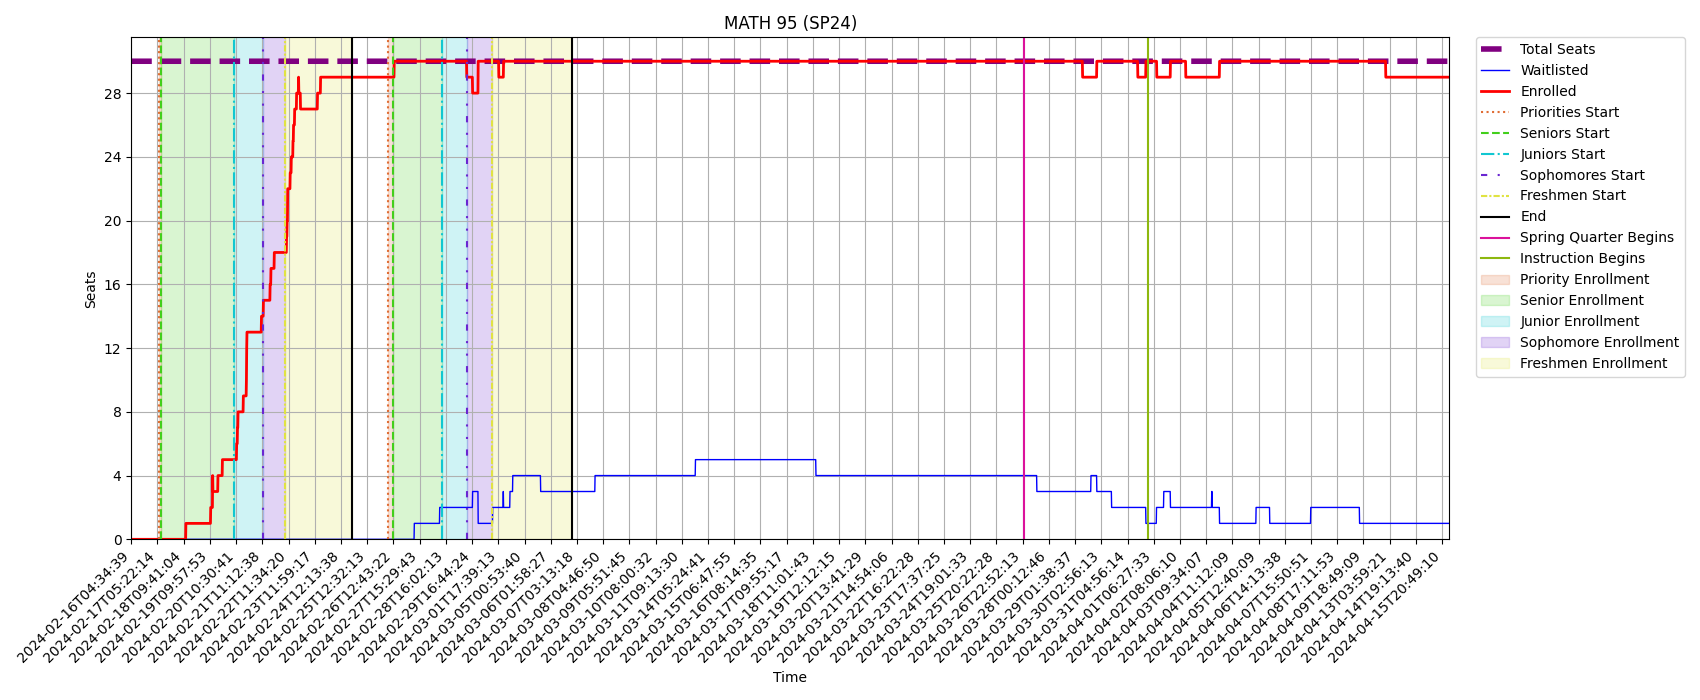 MATH 95 (SP24)
Seats
28
24
20
16
12
8
4
0
2024-02-16T04:34:39
2024-02-17T05:22:14
2024-02-18T09:41:04
2024-02-19T09:57:53
2024-02-20T10:30:41
2024-02-21T11:12:38
2024-02-22T11:34:20
2024-02-23T11:59:17
2024-02-24T12:13:38
2024-02-25T12:32:13
2024-02-26T12:43:22
2024-02-27T15:29:43
2024-02-28T16:02:13
2024-02-29T16:44:24
2024-03-01T17:39:13
2024-03-05T00:53:40
2024-03-06T01:58:27
2024-03-07T03:13:18
2024-03-08T04:46:50
2024-03-09T05:51:45
2024-03-10T08:00:32
2024-03-11T09:13:30
2024-03-14T05:24:41
2024-03-15T06:47:55
2024-03-16T08:14:35
2024-03-17T09:55:17
2024-03-18T11:01:43
2024-03-19T12:12:15
2024-03-20T13:41:29
2024-03-21T14:54:06
2024-03-22T16:22:28
2024-03-23T17:37:25
2024-03-24T19:01:33
2024-03-25T20:22:28
2024-03-26T22:52:13
2024-03-28T00:12:46
2024-03-29T01:38:37
2024-03-30T02:56:13
2024-03-31T04:56:14
2024-04-01T06:27:33
2024-04-02T08:06:10
2024-04-03T09:34:07
2024-04-04T11:12:09
2024-04-05T12:40:09
2024-04-06T14:13:38
2024-04-07T15:50:51
2024-04-08T17:11:53
2024-04-09T18:49:09
2024-04-13T03:59:21
2024-04-14T19:13:40
2024-04-15T20:49:10
Time
Total Seats
Waitlisted
Enrolled
Priorities Start
Seniors Start
Juniors Start
Sophomores Start
Freshmen Start
End
Spring Quarter Begins
Instruction Begins
Priority Enrollment
Senior Enrollment
Junior Enrollment
Sophomore Enrollment
Freshmen Enrollment